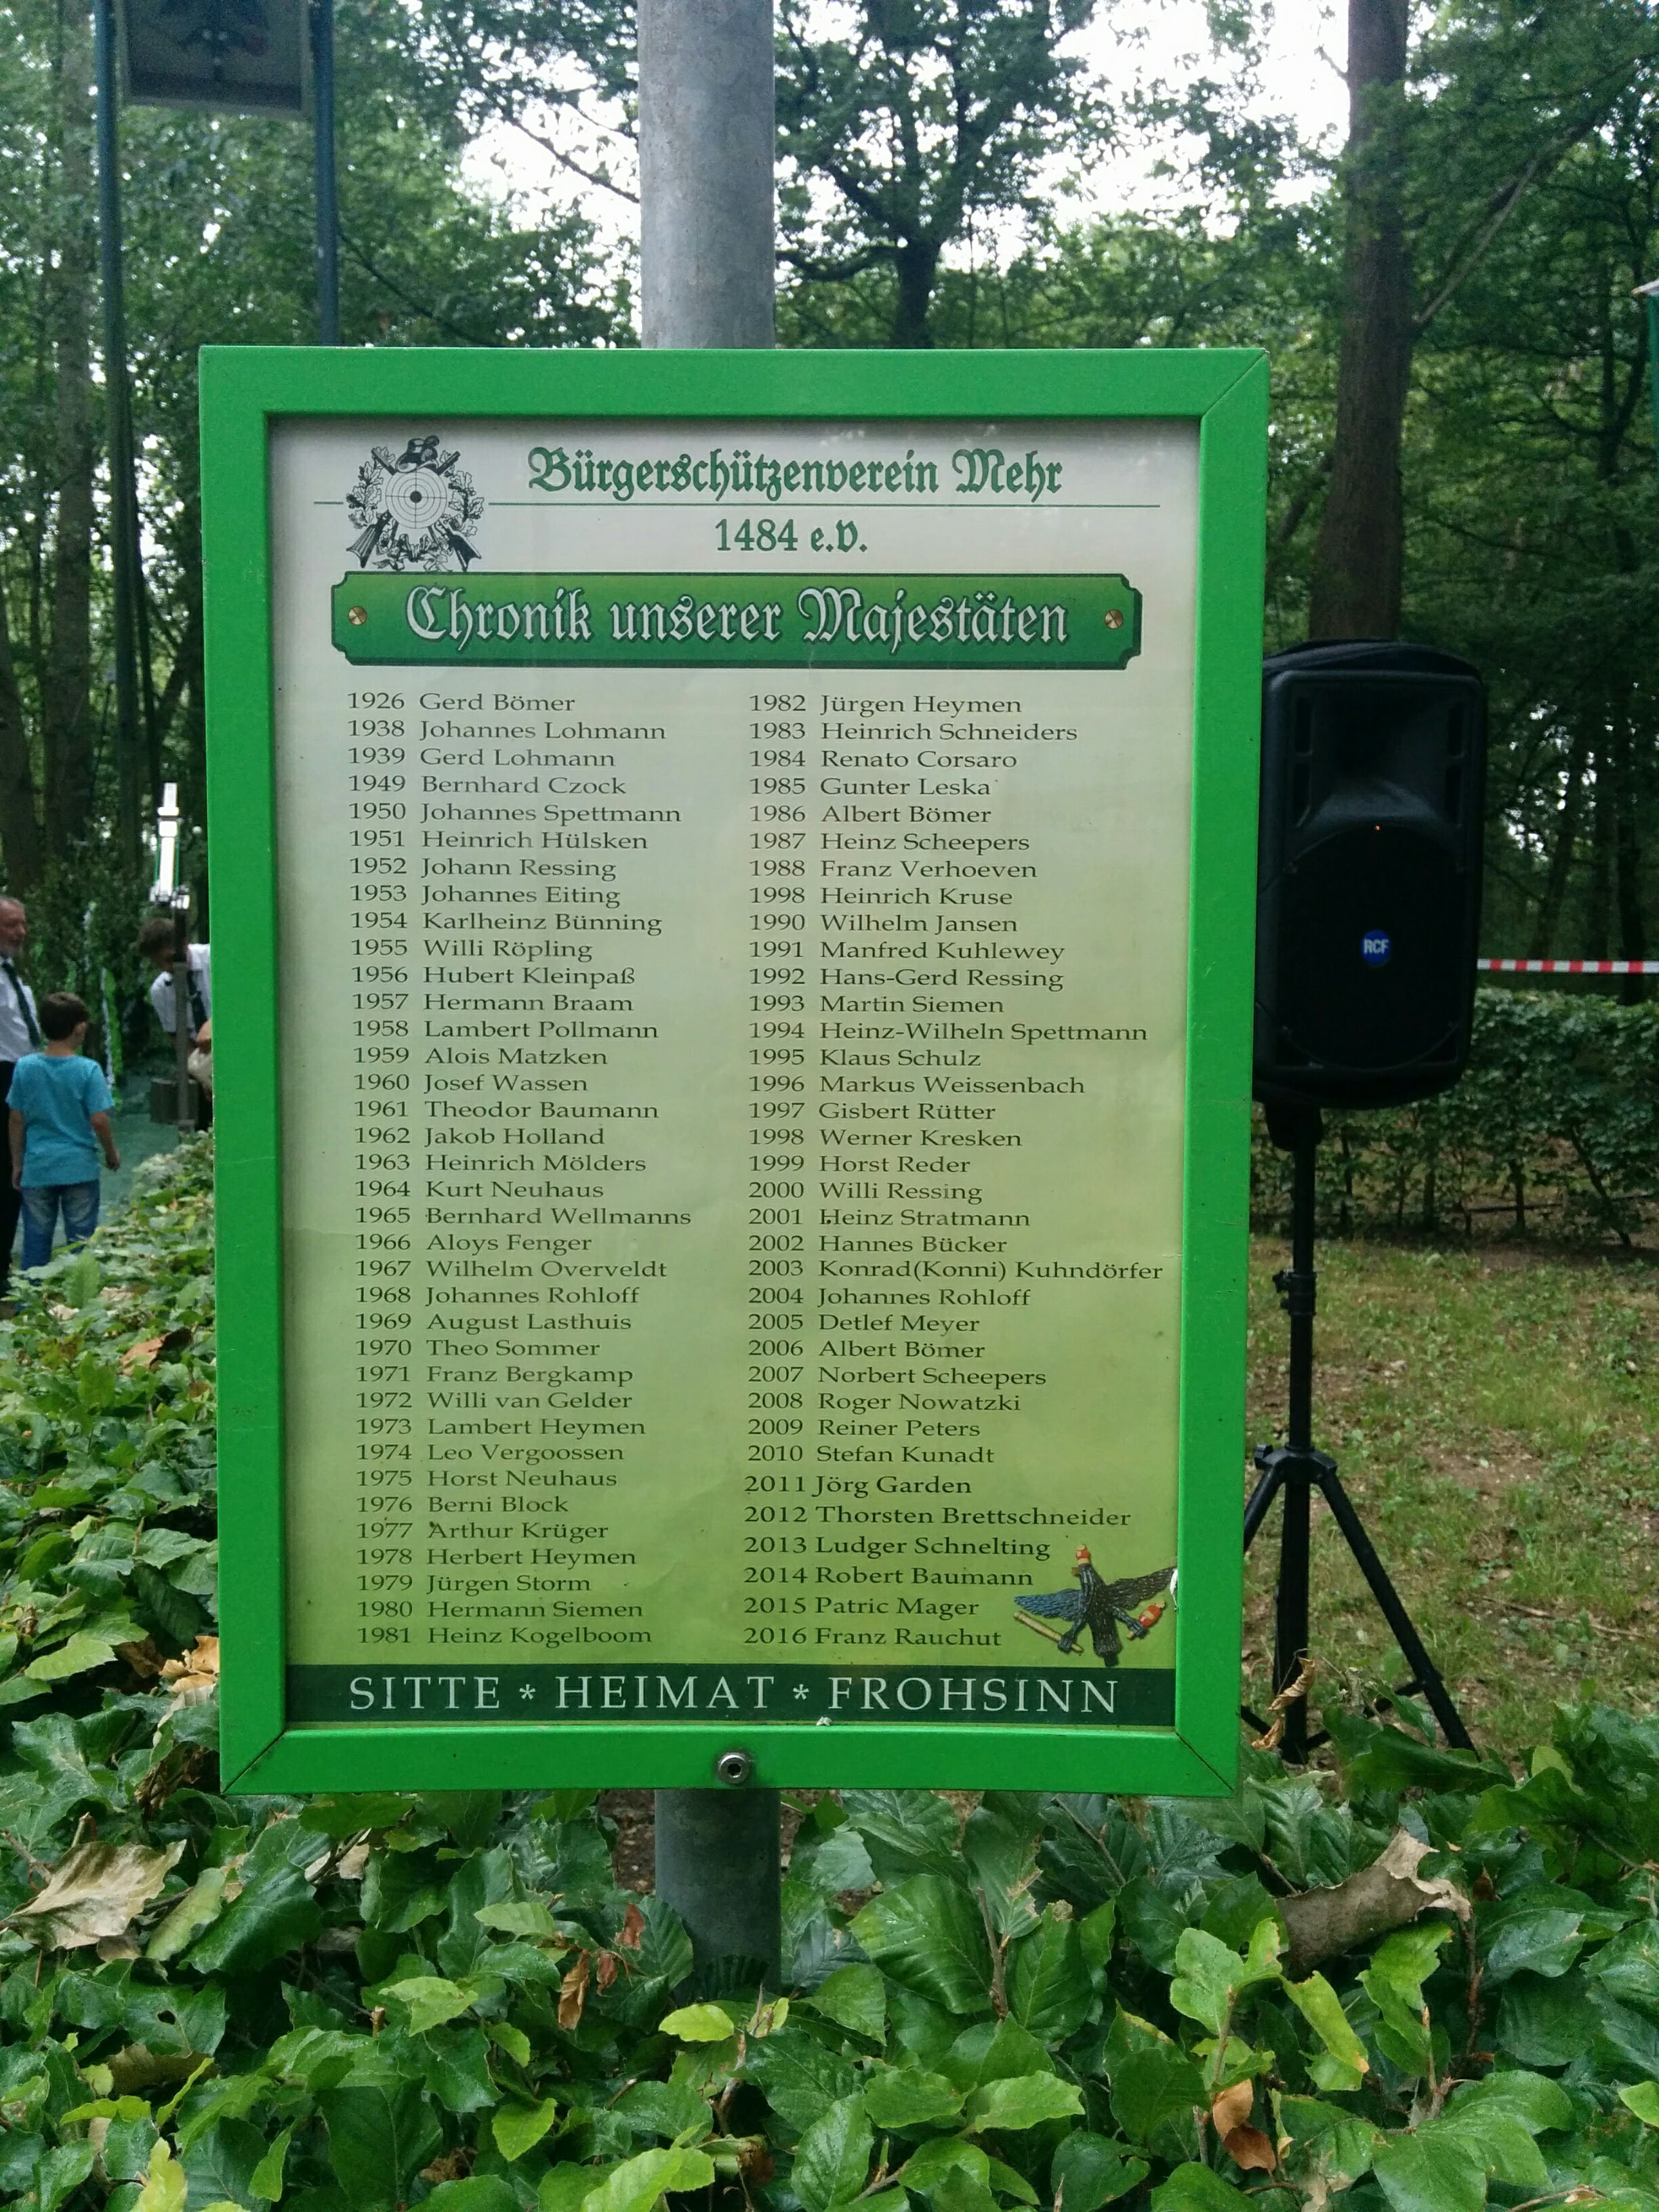 Bürgerschützenverein Mehr
1484 e.V.
Chronik unserer Majestäten
1926 Gerd Bömer
1938 Johannes Lohmann
1939 Gerd Lohmann
1949 Bernhard Czock
1950 Johannes Spettmann
1951 Heinrich Hülsken
1952 Johann Ressing
1953 Johannes Eiting
1954 Karlheinz Bünning
1955 Willi Röpling
1956 Hubert Kleinpaß
1957 Hermann Braam
1958 Lambert Pollmann
1959 Alois Matzken
1960 Josef Wassen
1961 Theodor Baumann
1962 Jakob Holland
1963 Heinrich Mölders
1964 Kurt Neuhaus
1965 Bernhard Wellmanns
1966 Aloys Fenger
1967 Wilhelm Overveldt
1968 Johannes Rohloff
1969 August Lasthuis
1970 Theo Sommer
1971 Franz Bergkamp
1972 Willi van Gelder
1973 Lambert Heymen
1974 Leo Vergoossen
1975 Horst Neuhaus
1976 Berni Block
1977 Arthur Krüger
1978 Herbert Heymen
1979 Jürgen Storm
1980 Hermann Siemen
1981 Heinz Kogelboom
1982 Jürgen Heymen
1983 Heinrich Schneiders
1984 Renato Corsaro
1985 Gunter Leska
1986 Albert Bömer
1987 Heinz Scheepers
1988 Franz Verhoeven
1998 Heinrich Kruse
1990 Wilhelm Jansen
1991 Manfred Kuhlewey
1992 Hans-Gerd Ressing
1993 Martin Siemen
1994 Heinz-Wilheln Spettmann
1995 Klaus Schulz
1996 Markus Weissenbach
1997 Gisbert Rütter
1998 Werner Kresken
1999 Horst Reder
2000 Willi Ressing
2001 Heinz Stratmann
2002 Hannes Bücker
2003 Konrad(Konni) Kuhndörfer
2004 Johannes Rohloff
2005 Detlef Meyer
2006 Albert Bömer
2007 Norbert Scheepers
2008 Roger Nowatzki
2009 Reiner Peters
2010 Stefan Kunadt
2011 Jörg Garden
2012 Thorsten Brettschneider
2013 Ludger Schnelting
2014 Robert Baumann
2015 Patric Mager
2016 Franz Rauchut
SITTE * HEIMAT * FROHSINN
RCF